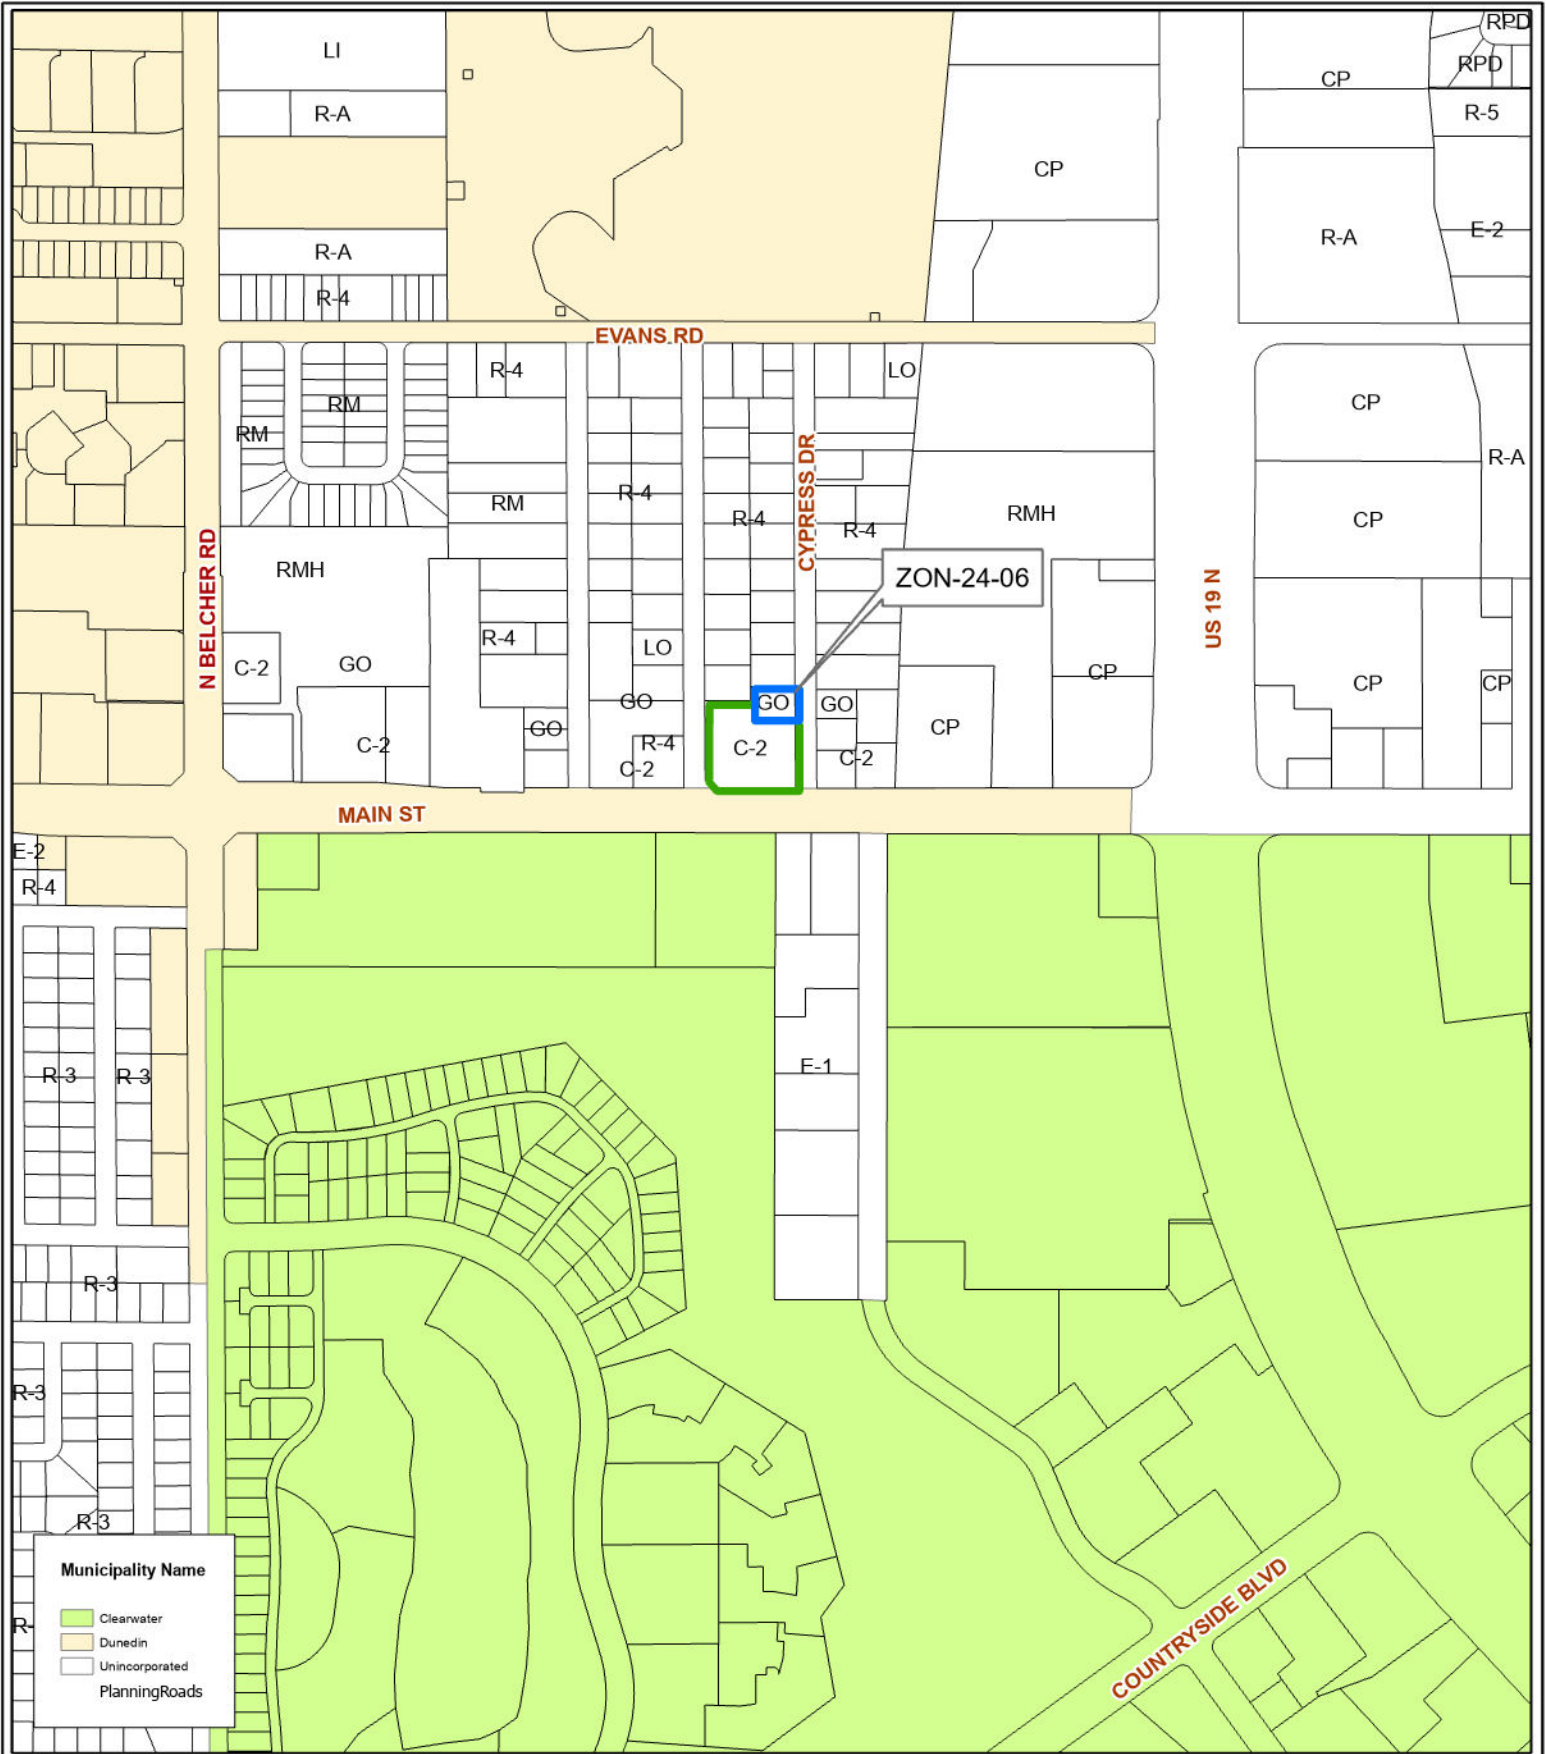 RPD
LI
RPD
CP
R-A
R-5
CP
E-2
R-A
R-A
R-4
EVANS RD
R-4
LO
RM
CP
RM
R-A
R-4
RM
R-4
CYPRESS DR
R-4
RMH
CP
N BELCHER RD
RMH
ZON-24-06
US 19 N
R-4
LO
C-2
GO
CP
CP
CP
GO
GO
GO
GO
CP
C-2
R-4
C-2
C-2
C-2
MAIN ST
E-2
R-4
E-1
R-3
R-3
R-3
R-3
R-3
R-
Municipality Name
Clearwater
Dunedin
Unincorporated
PlanningRoads
COUNTRYSIDE BLVD